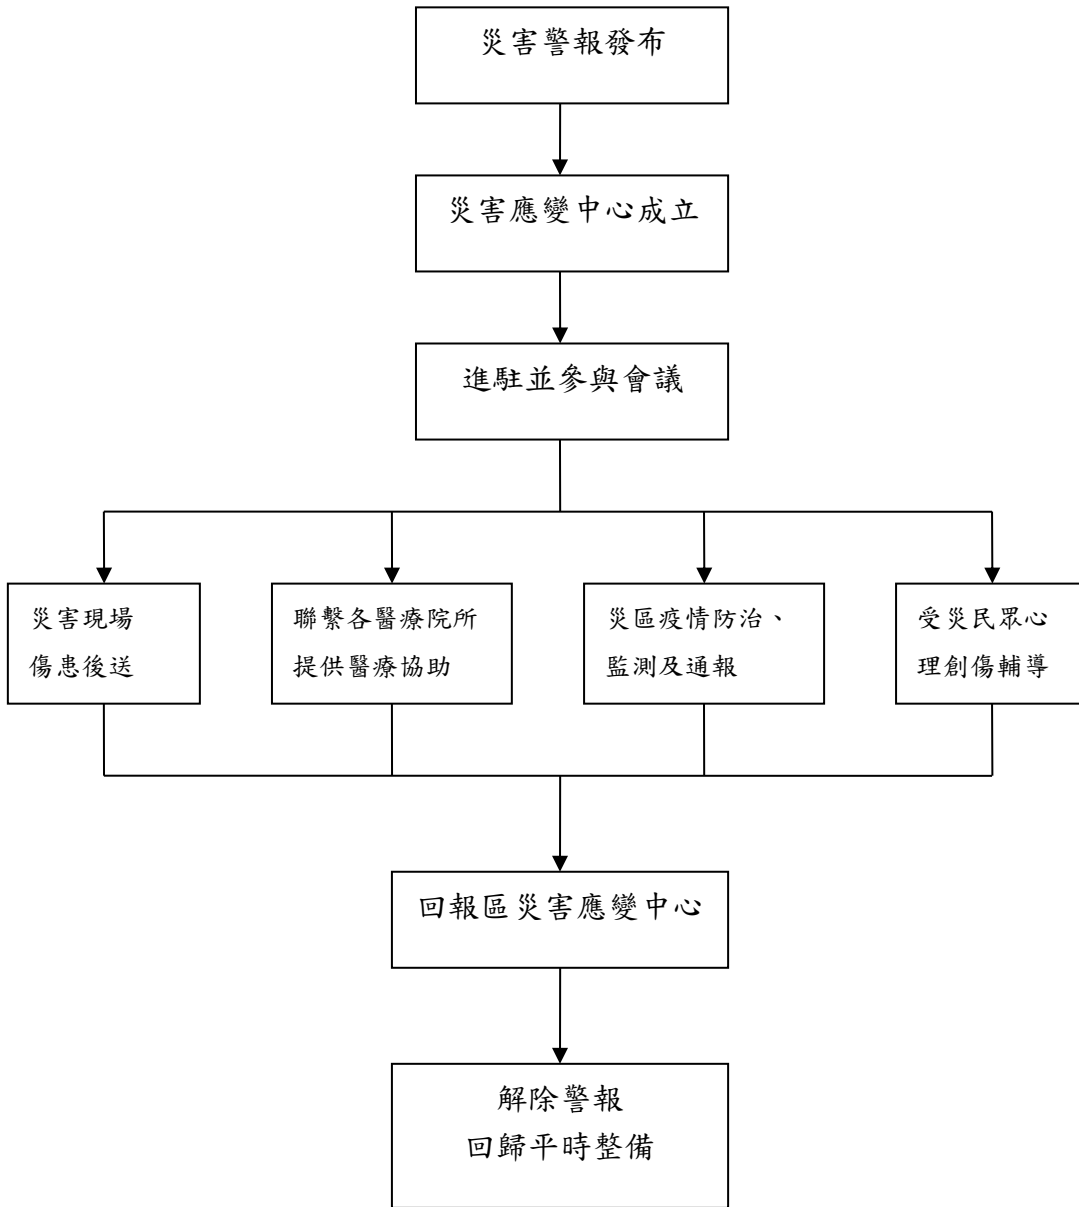 災害警報發布
災害應變中心成立
進駐並參與會議
災害現場
傷患後送
聯繫各醫療院所
提供醫療協助
災區疫情防治、
監測及通報
受災民眾心
理創傷輔導
回報區災害應變中心
解除警報
回歸平時整備